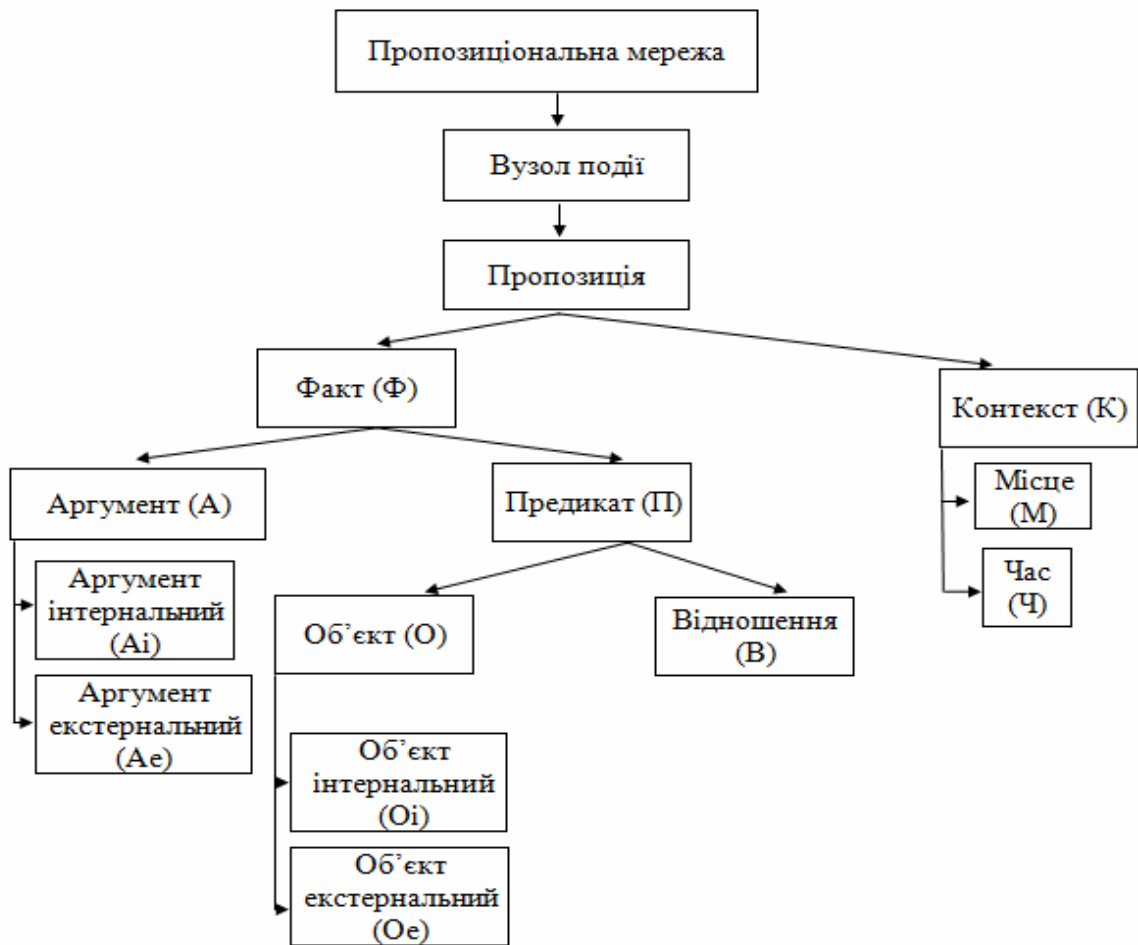 Пропозиціональна мережа
Вузол події
Пропозиція
Факт (Ф)
Контекст (К)
Аргумент (А)
Предикат (П)
Місце
(М)
Аргумент
інтернальний
(Аі)
Час
(Ч)
Об’єкт (О)
Відношення
(В)
Аргумент
екстернальний
(Ае)
Об’єкт
інтернальний
(Оі)
Об’єкт
екстернальний
(Ое)